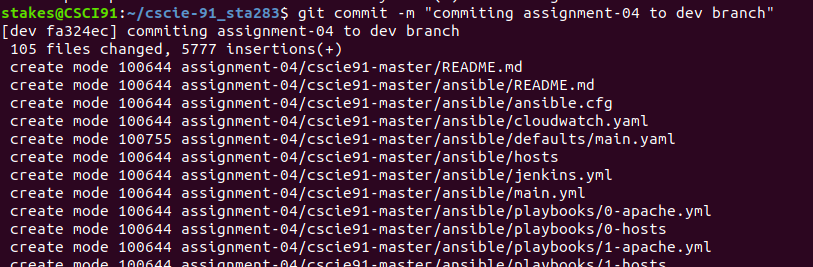 stakes@CSCI91:~/cscie-91_sta283$ git commit -m "commiting assignment-04 to dev branch"
[dev fa324ec] commiting assignment-04 to dev branch
 105 files changed, 5777 insertions(+)
 create mode 100644 assignment-04/cscie91-master/README.md
 create mode 100644 assignment-04/cscie91-master/ansible/README.md
 create mode 100644 assignment-04/cscie91-master/ansible/ansible.cfg
 create mode 100644 assignment-04/cscie91-master/ansible/cloudwatch.yaml
 create mode 100755 assignment-04/cscie91-master/ansible/defaults/main.yaml
 create mode 100644 assignment-04/cscie91-master/ansible/hosts
 create mode 100644 assignment-04/cscie91-master/ansible/jenkins.yml
 create mode 100644 assignment-04/cscie91-master/ansible/main.yml
 create mode 100644 assignment-04/cscie91-master/ansible/playbooks/0-apache.yml
 create mode 100644 assignment-04/cscie91-master/ansible/playbooks/0-hosts
 create mode 100644 assignment-04/cscie91-master/ansible/playbooks/1-apache.yml
 create mode 100644 assignment-04/cscie91-master/ansible/playbooks/1-hosts